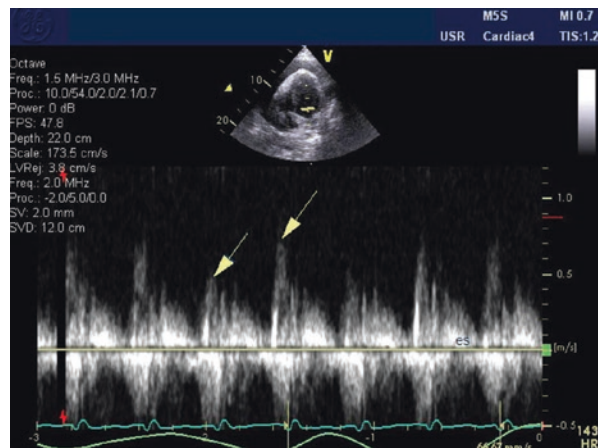 M5S MI 0.7
USR Cardiac4 TIS:1.2
V
Octave
Freq.: 1.5 MHz/3.0 MHz
Proc.: 10.0/54.0/2.0/2.1/0.7
Power: 0 dB
FPS: 47.8
Depth: 22.0 cm
Scale: 173.5 cm/s
LVRej: 3.8 cm/s
Freq.: 2.0 MHz
Proc.: -2.0/5.0/0.0
SV: 2.0 mm
SVD: 12.0 cm
10
20
1.0
0.5
es
[m/s]
-0.5
143
HR
66.67 mm/s
-2
-1
0